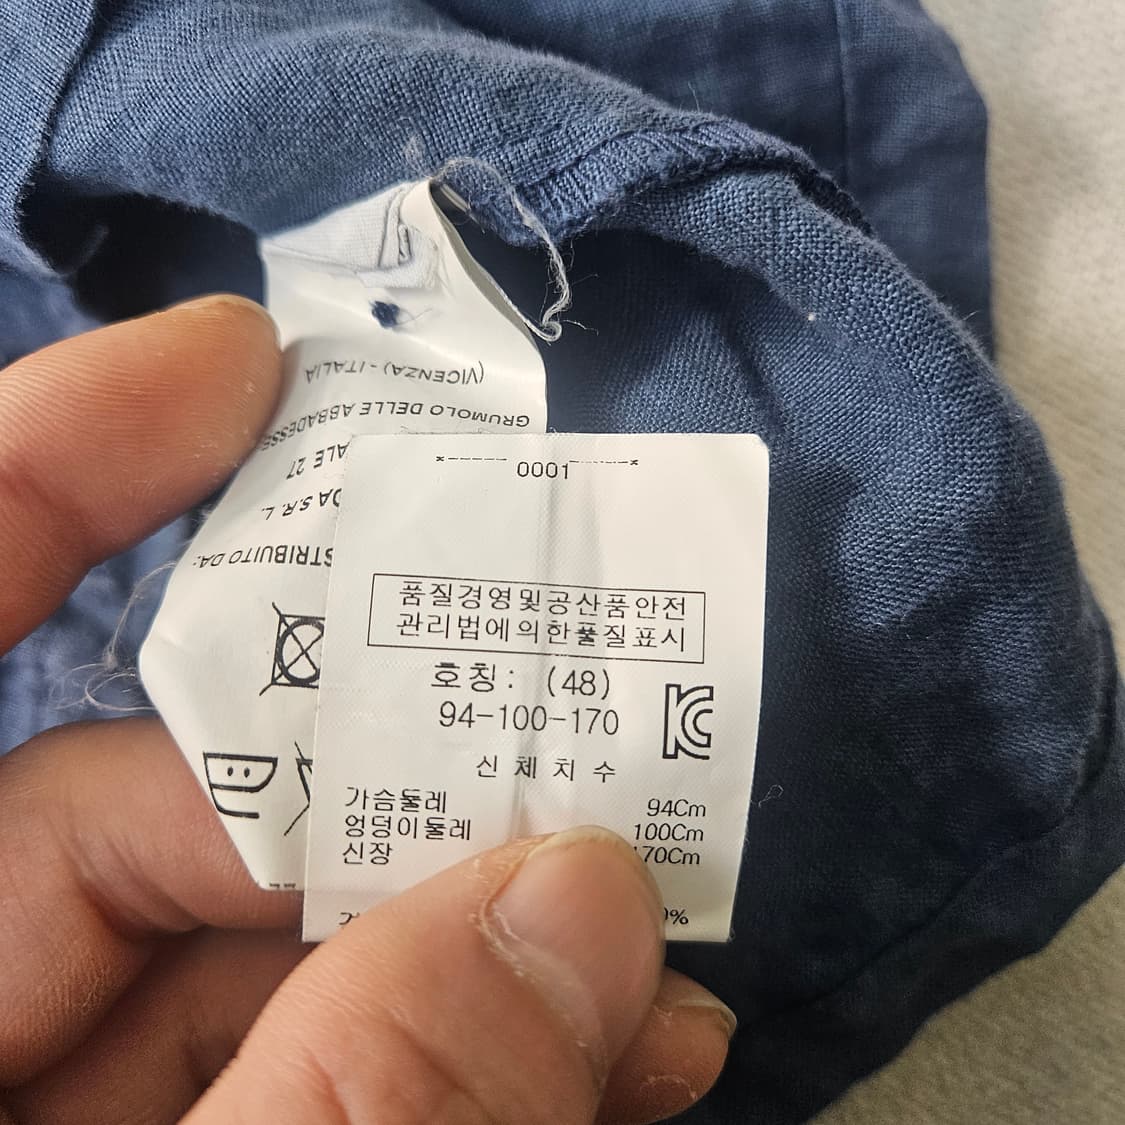 (VICENZA) - ITALIA
GRUMOLO DELLE ABBADESSE
ALE 27
DA S.R.L.
STRIBUITO DA:
*----- 0001 -----*
품질경영및공산품안전
관리법에의한품질표시
호칭: (48)
94-100-170
신체치수
가슴둘레 94Cm
엉덩이둘레 100Cm
신장 170Cm
%